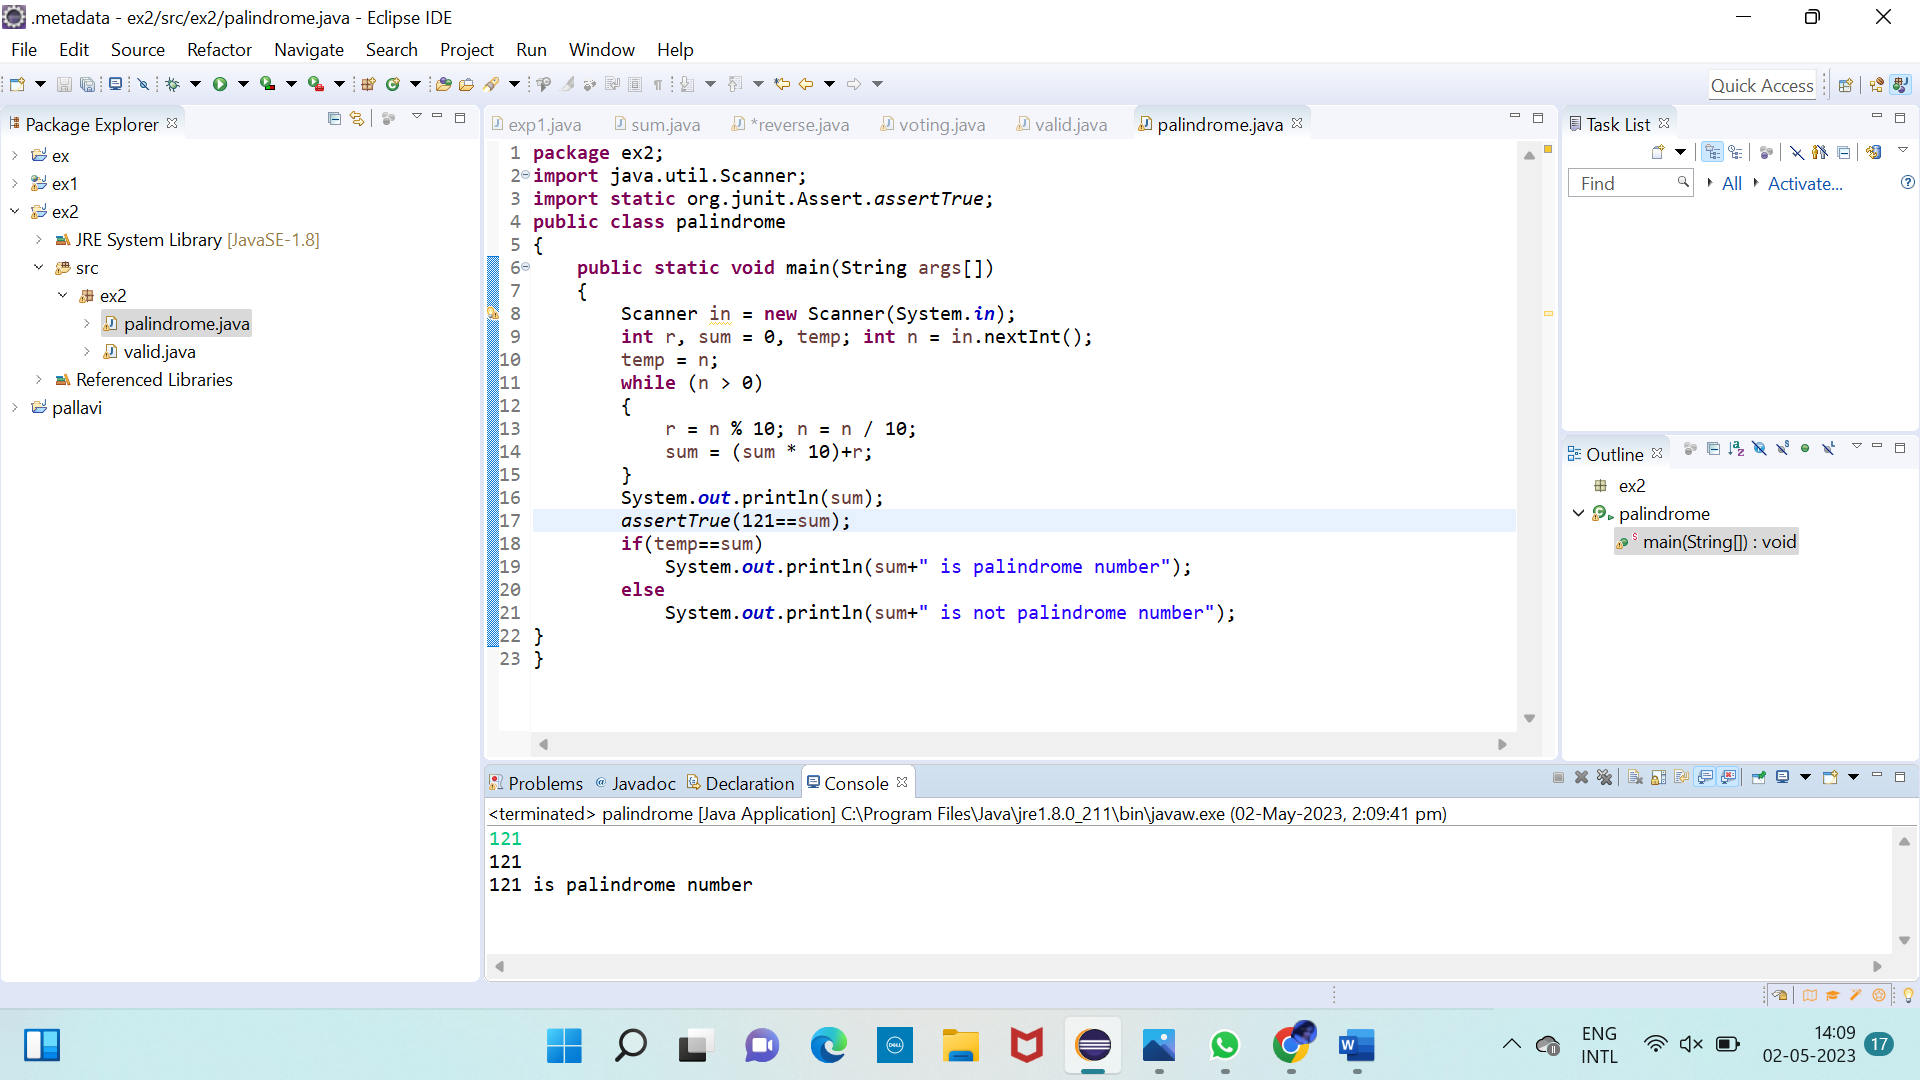 .metadata - ex2/src/ex2/palindrome.java - Eclipse IDE
File Edit Source Refactor Navigate Search Project Run Window Help
Quick Access
Package Explorer
ex
ex1
ex2
JRE System Library [JavaSE-1.8]
src
ex2
palindrome.java
valid.java
Referenced Libraries
pallavi
exp1.java sum.java *reverse.java voting.java valid.java palindrome.java
1 package ex2;
2 import java.util.Scanner;
3 import static org.junit.Assert.assertTrue;
4 public class palindrome
5 {
6 public static void main(String args[])
7 {
8 Scanner in = new Scanner(System.in);
9 int r, sum = 0, temp; int n = in.nextInt();
10 temp = n;
11 while (n > 0)
12 {
13 r = n % 10; n = n / 10;
14 sum = (sum * 10)+r;
15 }
16 System.out.println(sum);
17 assertTrue(121==sum);
18 if(temp==sum)
19 System.out.println(sum+" is palindrome number");
20 else
21 System.out.println(sum+" is not palindrome number");
22 }
23 }
Task List
Find All Activate...
Outline
ex2
palindrome
main(String[]) : void
Problems @ Javadoc Declaration Console
<terminated> palindrome [Java Application] C:\Program Files\Java\jre1.8.0_211\bin\javaw.exe (02-May-2023, 2:09:41 pm)
121
121
121 is palindrome number
DELL
W
ENG
INTL
14:09
02-05-2023
17